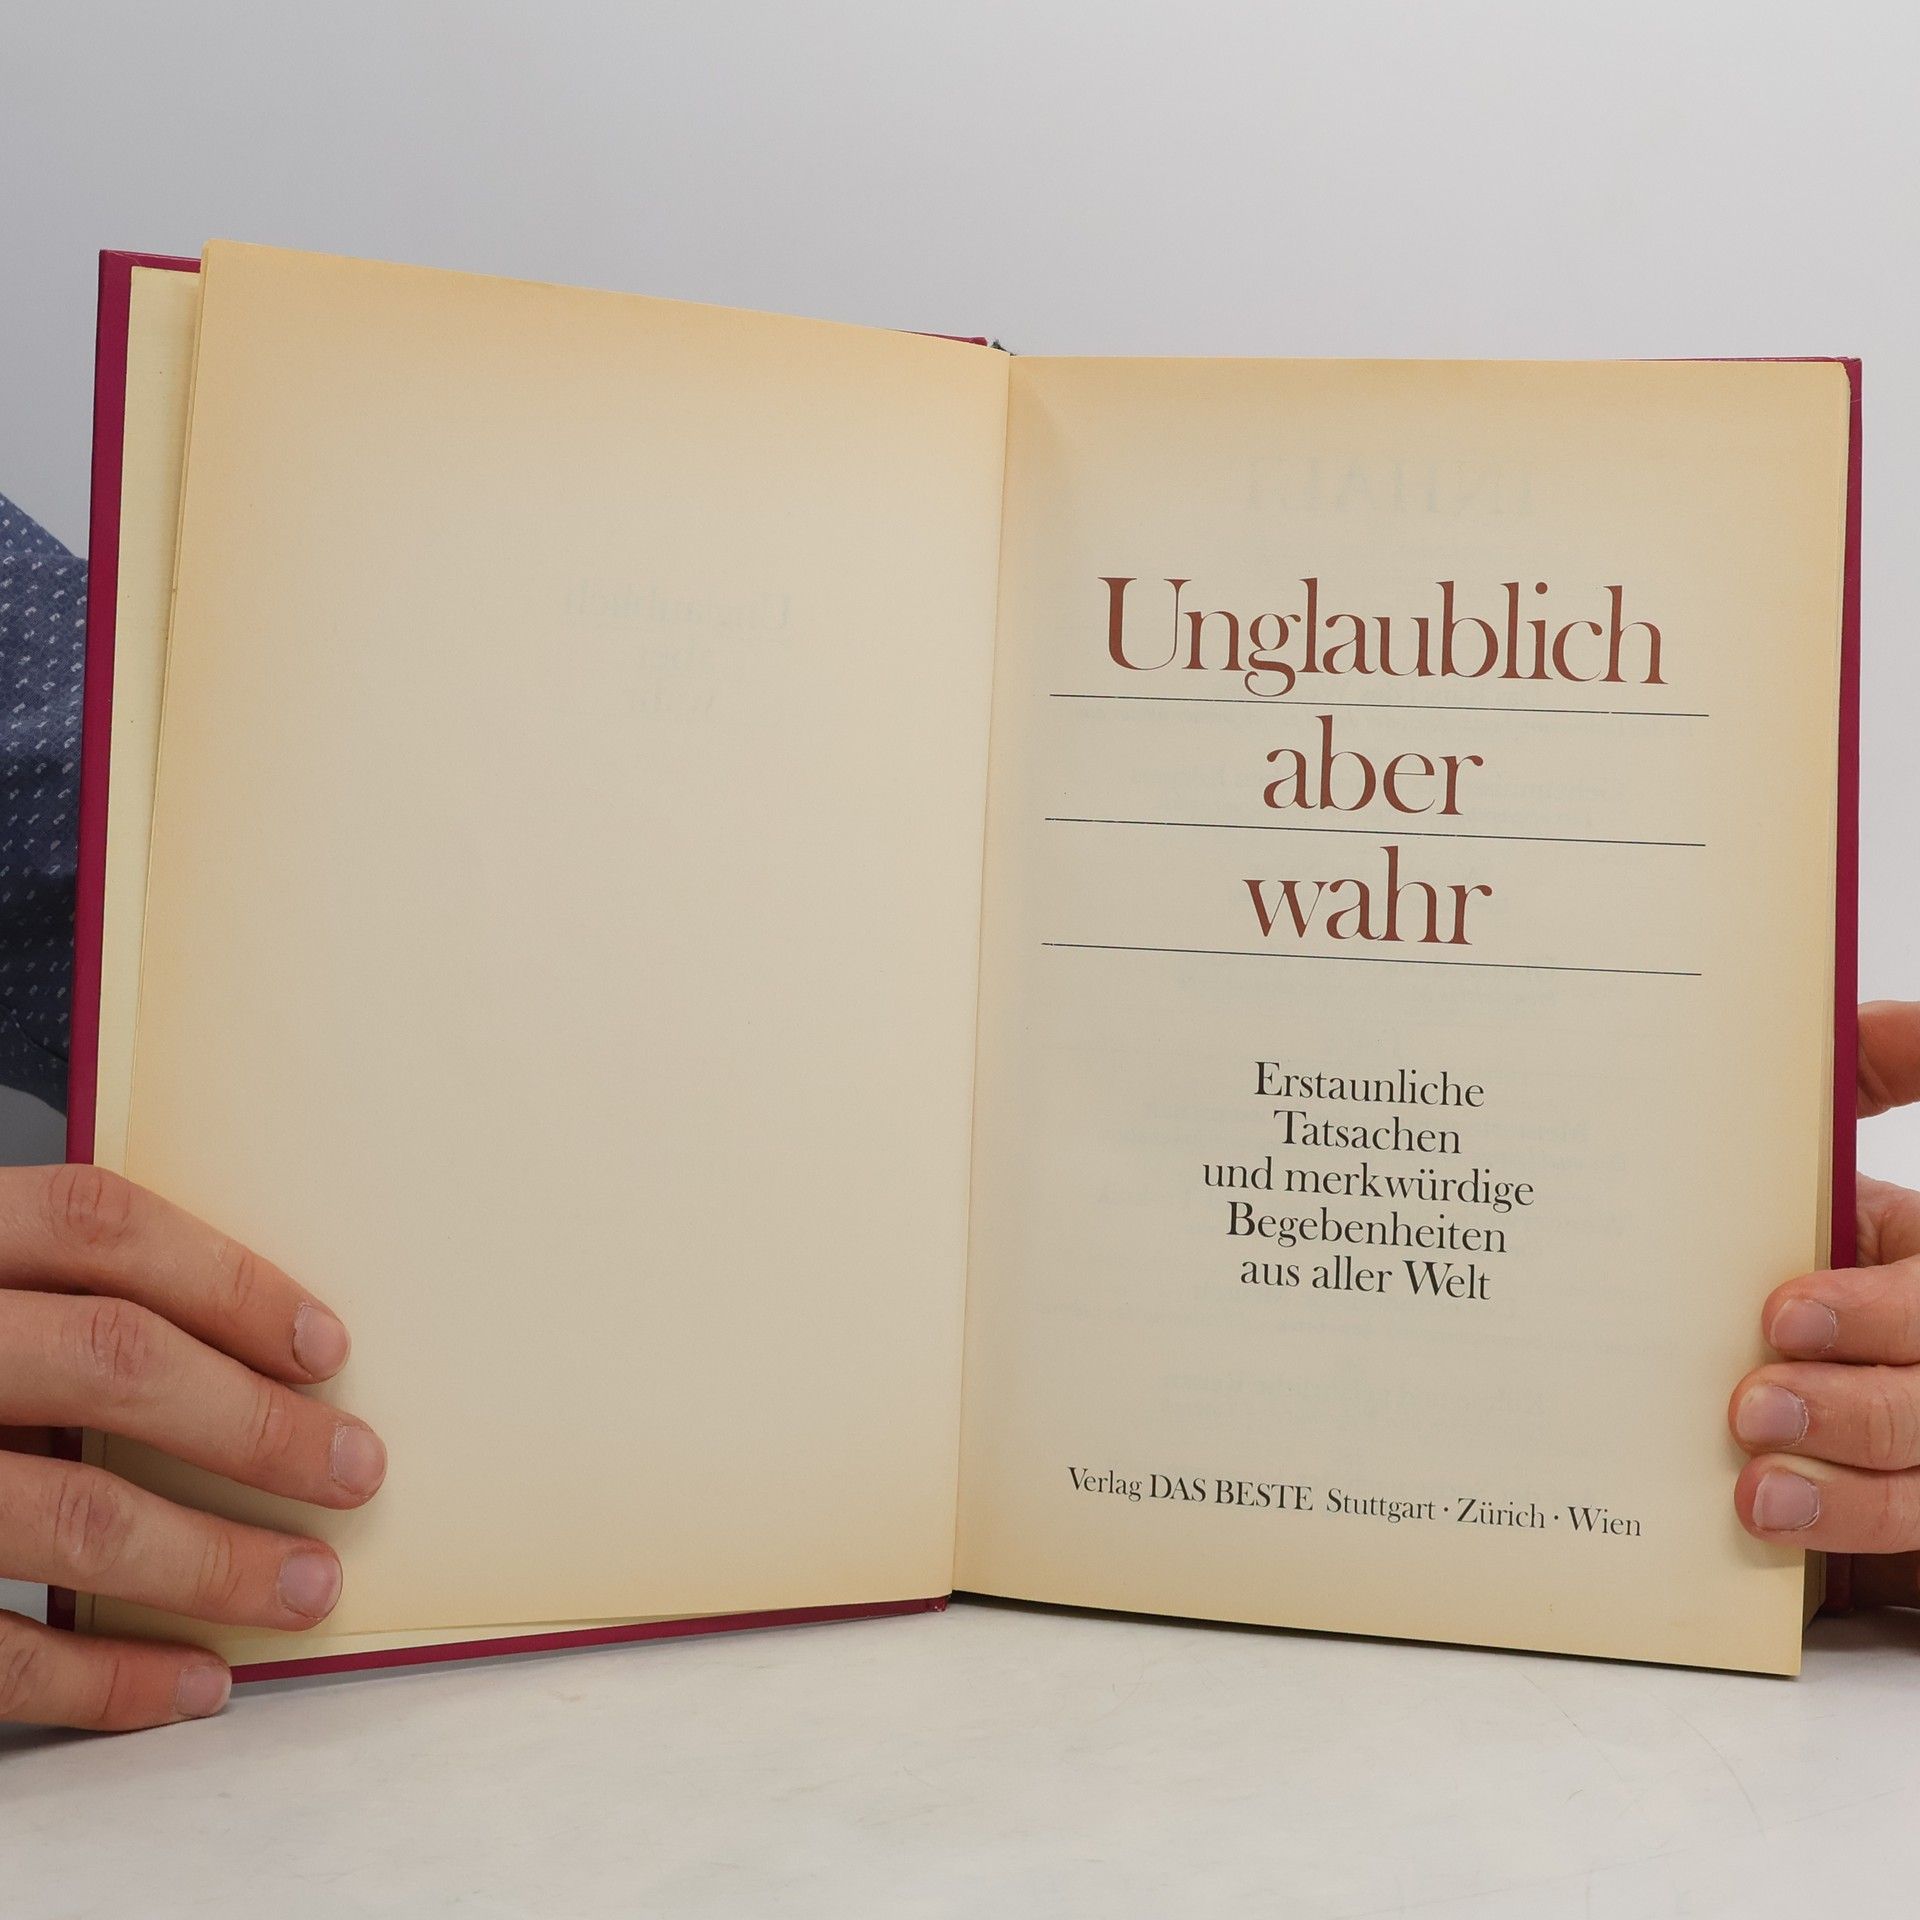 Unglaublich
aber
wahr
Erstaunliche
Tatsachen
und merkwürdige
Begebenheiten
aus aller Welt
Verlag DAS BESTE Stuttgart · Zürich · Wien